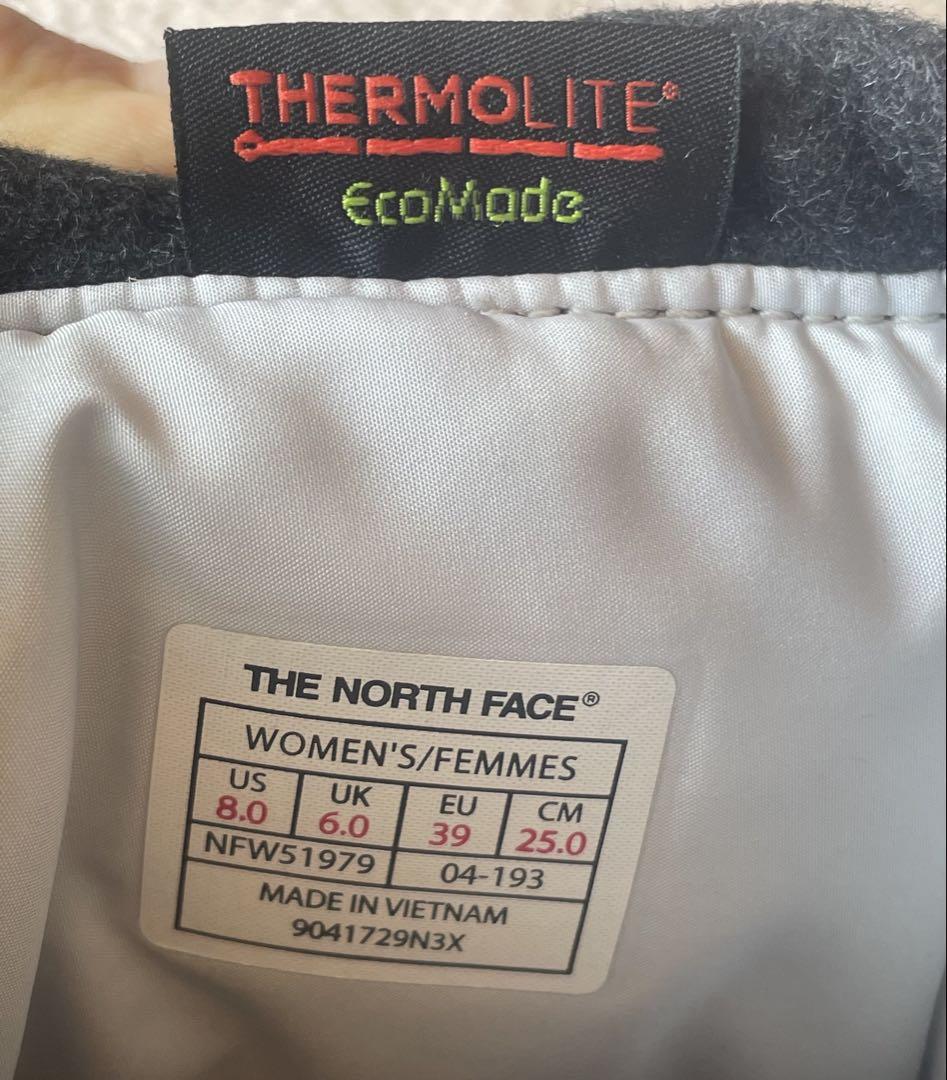 THERMOLITE®
EcoMade
THE NORTH FACE®
WOMEN'S/FEMMES
US UK EU CM
8.0 6.0 39 25.0
NFW51979 04-193
MADE IN VIETNAM
9041729N3X